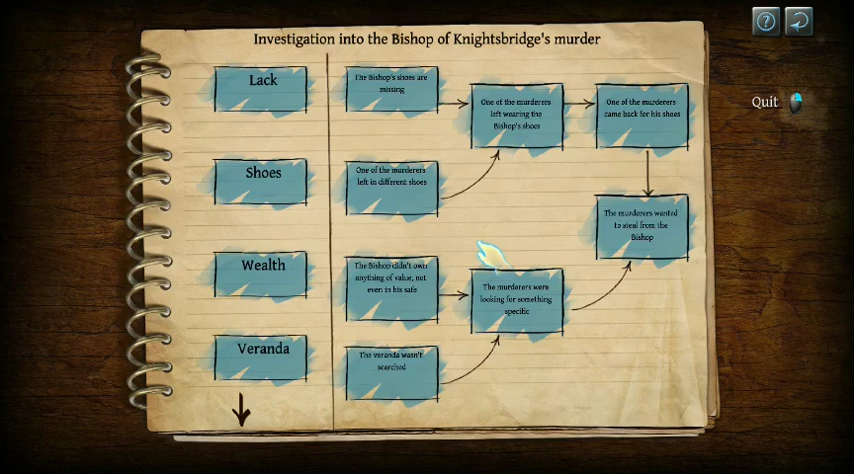 Investigation into the Bishop of Knightsbridge's murder
Lack
The Bishop's shoes are
missing
One of the murderers
left wearing the
Bishop's shoes
One of the murderers
came back for his shoes
Shoes
One of the murderers
left in different shoes
The murderers wanted
to steal from the
Bishop
Wealth
The Bishop didn't own
anything of value, not
even in his safe
The murderers were
looking for something
specific
Veranda
The veranda wasn't
searched
Quit
?